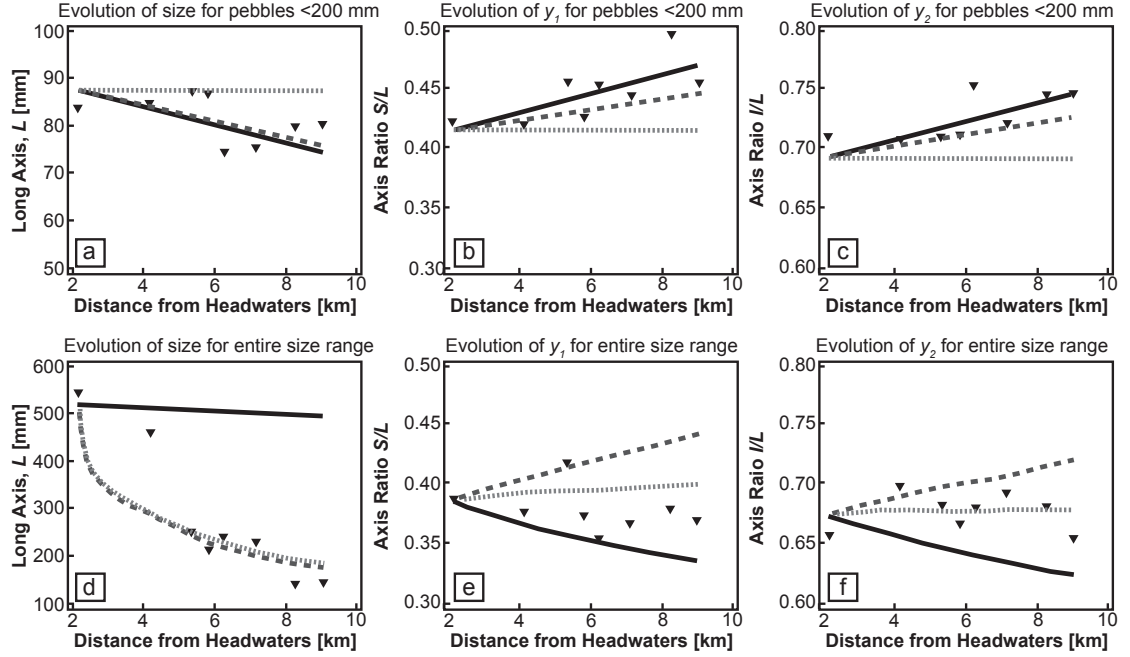 Evolution of size for pebbles <200 mm
Evolution of y1 for pebbles <200 mm
Evolution of y2 for pebbles <200 mm
100
90
80
70
60
50
Long Axis, L [mm]
a
2 4 6 8 10
Distance from Headwaters [km]
0.50
0.45
0.40
0.30
Axis Ratio S/L
b
2 4 6 8 10
Distance from Headwaters [km]
0.80
0.75
0.70
0.65
0.60
Axis Raio I/L
c
2 4 6 8 10
Distance from Headwaters [km]
Evolution of size for entire size range
Evolution of y1 for entire size range
Evolution of y2 for entire size range
600
500
400
300
200
100
Long Axis, L [mm]
d
2 4 6 8 10
Distance from Headwaters [km]
0.50
0.45
0.40
0.35
0.30
Axis Ratio S/L
e
2 4 6 8 10
Distance from Headwaters [km]
0.80
0.75
0.70
0.65
0.60
Axis Ratio I/L
f
2 4 6 8 10
Distance from Headwaters [km]